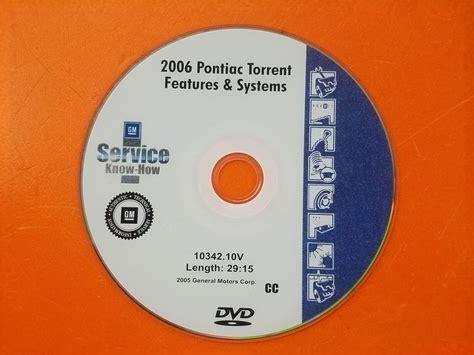 2006 Pontiac Torrent
Features & Systems
GM
Service
Know-How
GM
10342.10V
Length: 29:15
2005 General Motors Corp.
CC
DVD